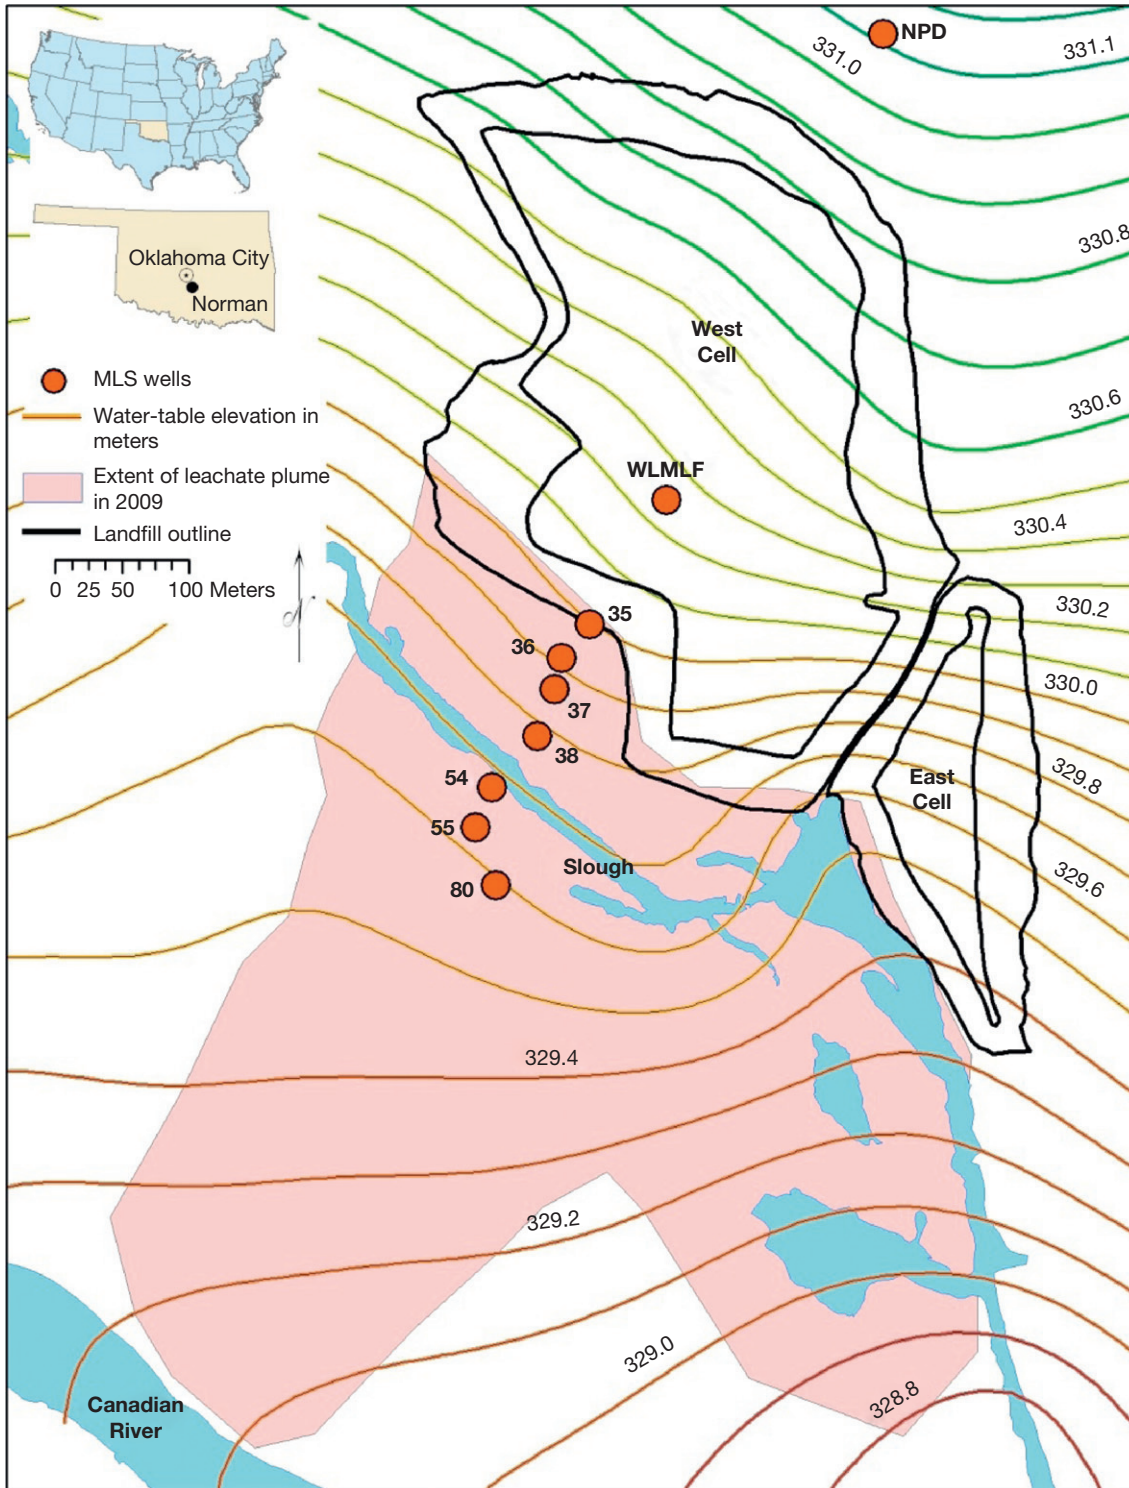 NPD
331.0
331.1
Oklahoma City
Norman
330.8
West
Cell
MLS wells
330.6
Water-table elevation in
meters
WLMLF
Extent of leachate plume
in 2009
330.4
Landfill outline
0 25 50 100 Meters
N
330.2
35
36
330.0
37
38
54
329.8
East
Cell
55
Slough
329.6
80
329.4
329.2
329.0
328.8
Canadian
River